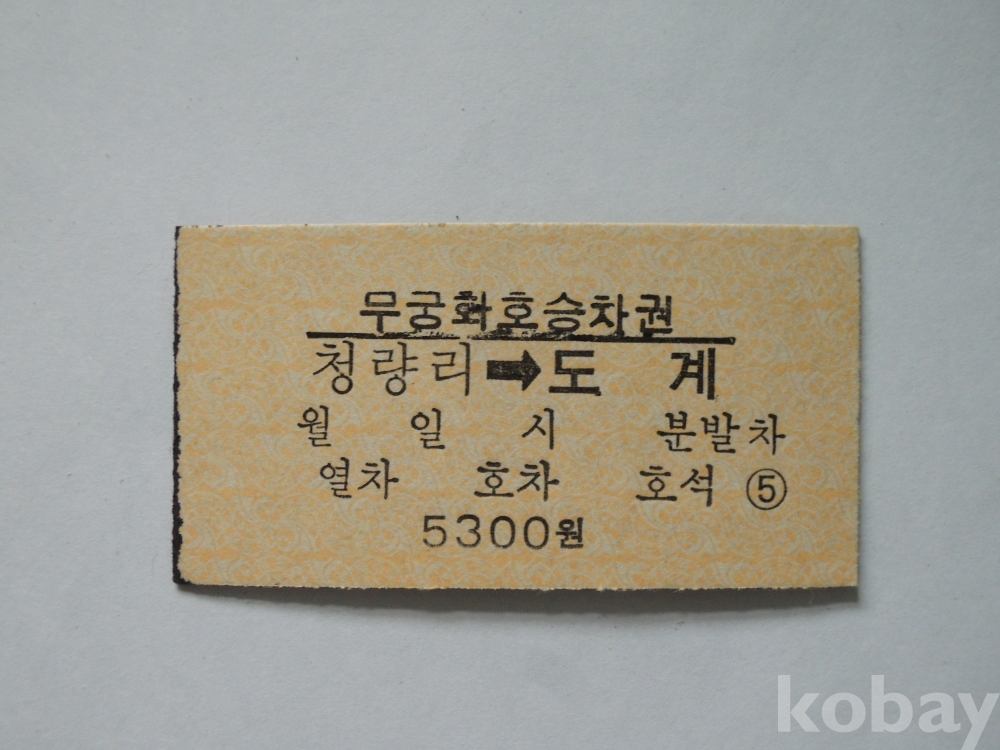 무궁화호승차권
청량리 ➡ 도 계
월 일 시 분발차
열차 호차 호석 ⑤
5300원
kobay